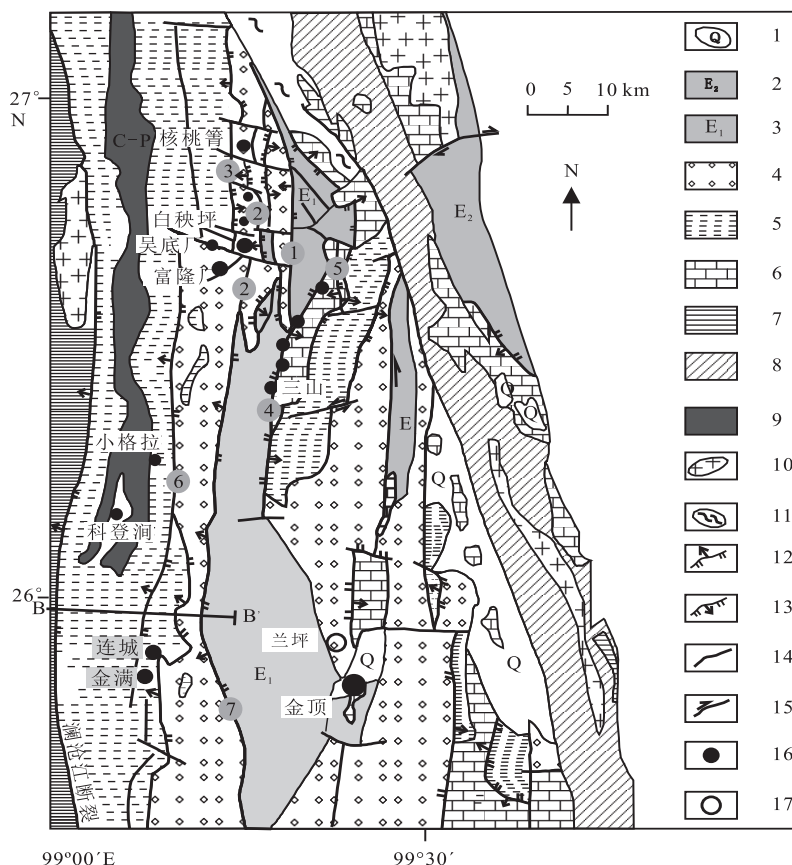 27°
N
C-P
核桃箐
3
E₁
2
白秧坪
吴底厂
1
富隆厂
5
2
三山
4
小格拉
6
E
Q
科登涧
26°
B
B'
连城
兰坪
金满
E₁
Q
Q
7
金顶
澜沧江断裂
E₂
Q
Q
99°00′E
99°30′
0 5 10 km
N
Q 1
E₂ 2
E₁ 3
4
5
6
7
8
9
10
11
12
13
14
15
16
17